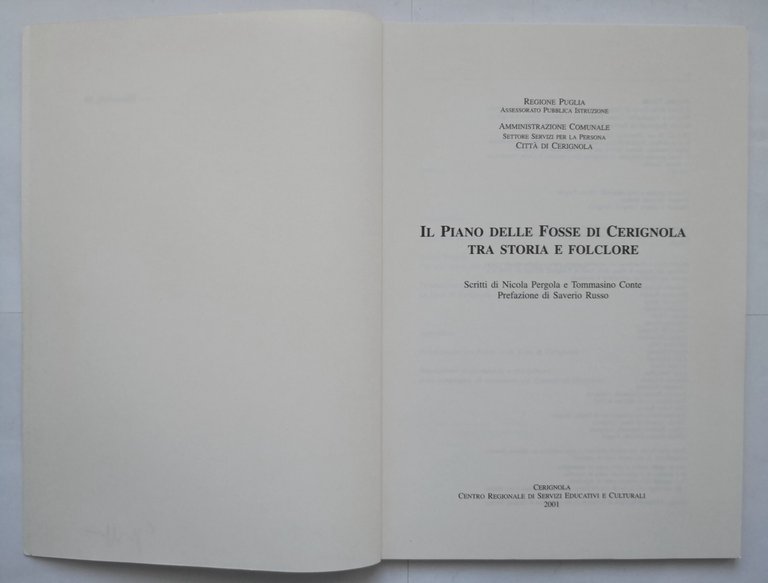 REGIONE PUGLIA
ASSESSORATO PUBBLICA ISTRUZIONE
AMMINISTRAZIONE COMUNALE
SETTORE SERVIZI PER LA PERSONA
CITTÀ DI CERIGNOLA
IL PIANO DELLE FOSSE DI CERIGNOLA
TRA STORIA E FOLCLORE
Scritti di Nicola Pergola e Tommasino Conte
Prefazione di Saverio Russo
CERIGNOLA
CENTRO REGIONALE DI SERVIZI EDUCATIVI E CULTURALI
2001